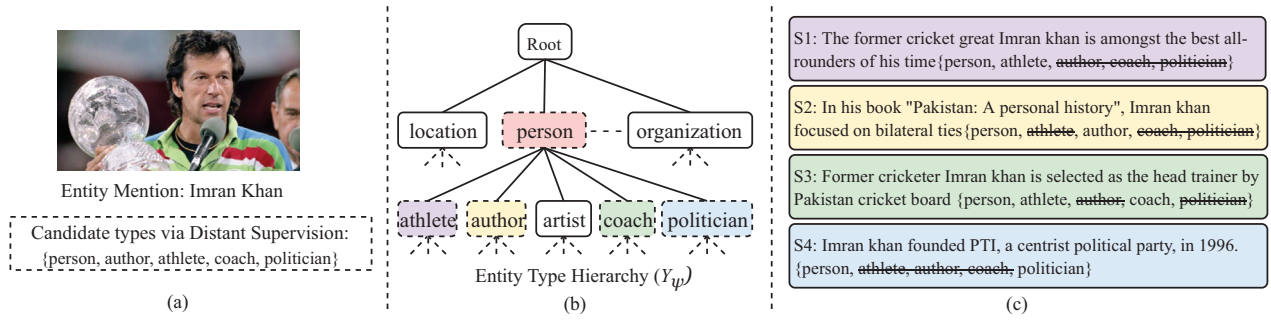 Entity Mention: Imran Khan
Candidate types via Distant Supervision:
{person, author, athlete, coach, politician}
(a)
Root
location
person
organization
athlete
author
artist
coach
politician
Entity Type Hierarchy (Yψ)
(b)
S1: The former cricket great Imran khan is amongst the best all-
rounders of his time{person, athlete, author, coach, politician}
S2: In his book "Pakistan: A personal history", Imran khan
focused on bilateral ties{person, athlete, author, coach, politician}
S3: Former cricketer Imran khan is selected as the head trainer by
Pakistan cricket board {person, athlete, author, coach, politician}
S4: Imran khan founded PTI, a centrist political party, in 1996.
{person, athlete, author, coach, politician}
(c)